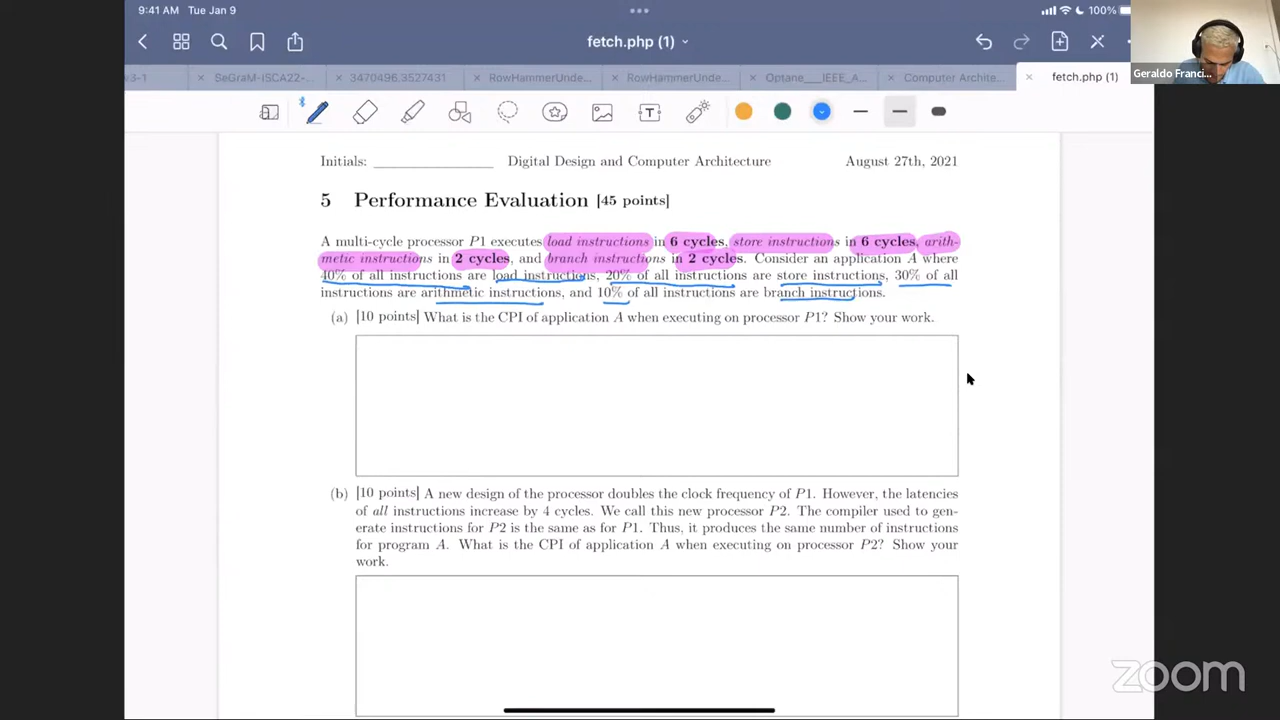 9:41 AM Tue Jan 9
100%
fetch.php (1)
SeGraM-ISCA22-...
3470496.3527431
RowHammerUnde...
RowHammerUnde...
Optane___IEEE_A...
Computer Archite...
fetch.php (1)
Geraldo Franci...
Initials: Digital Design and Computer Architecture August 27th, 2021
5 Performance Evaluation [45 points]
A multi-cycle processor P1 executes load instructions in 6 cycles, store instructions in 6 cycles, arith-
metic instructions in 2 cycles, and branch instructions in 2 cycles. Consider an application A where
40% of all instructions are load instructions, 20% of all instructions are store instructions, 30% of all
instructions are arithmetic instructions, and 10% of all instructions are branch instructions.
(a) [10 points] What is the CPI of application A when executing on processor P1? Show your work.
(b) [10 points] A new design of the processor doubles the clock frequency of P1. However, the latencies
of all instructions increase by 4 cycles. We call this new processor P2. The compiler used to gen-
erate instructions for P2 is the same as for P1. Thus, it produces the same number of instructions
for program A. What is the CPI of application A when executing on processor P2? Show your
work.
zoom